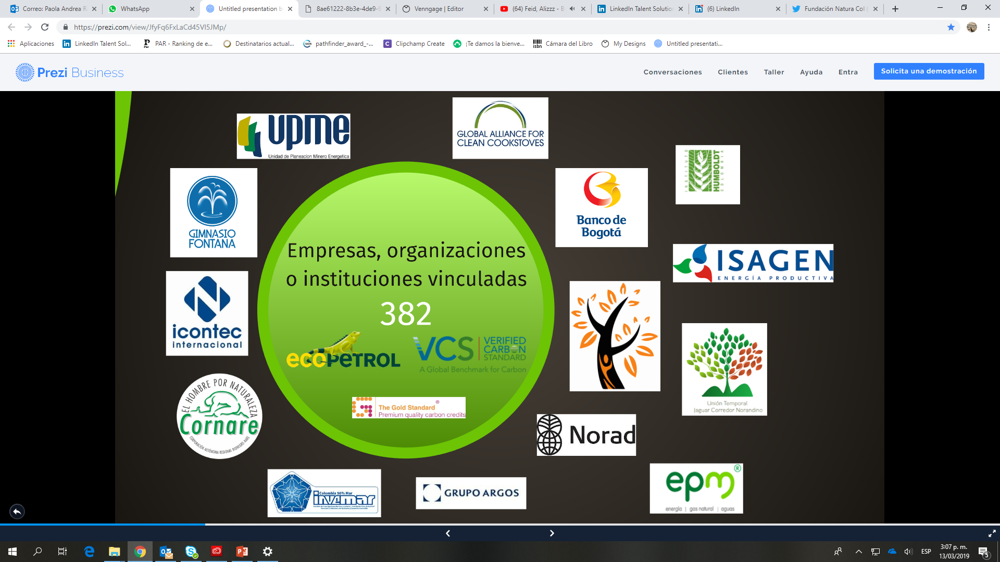 Correo: Paola Andrea R
WhatsApp
Untitled presentation b
8ae61222-8b3e-4de9-9
Venngage | Editor
(64) Feid, Alizzz - B
LinkedIn Talent Solution
(6) LinkedIn
Fundación Natura Col (
https://prezi.com/view/JfyFq6FxLaCd45VI5JMp/
Aplicaciones
LinkedIn Talent Sol...
PAR - Ranking de e...
Destinatarios actual...
pathfinder_award_-...
Clipchamp Create
¡Te damos la bienve...
Cámara del Libro
My Designs
Untitled presentati...
Prezi Business
Conversaciones
Clientes
Taller
Ayuda
Entra
Solicita una demostración
upme
Unidad de Planeacion Minero Energetica
GLOBAL ALLIANCE FOR
CLEAN COOKSTOVES
INSTITUTO
HUMBOLDT
COLOMBIA
GIMNASIO
FONTANA
Banco de
Bogotá
Empresas, organizaciones
o instituciones vinculadas
382
ISAGEN
ENERGÍA PRODUCTIVA
icontec
internacional
ecoPETROL
VCS
VERIFIED
CARBON
STANDARD
A Global Benchmark for Carbon
The Gold Standard®
Premium quality carbon credits
EL HOMBRE POR NATURALEZA
Cornare
CORPORACIÓN AUTÓNOMA REGIONAL RIONEGRO NARE
Unión Temporal
Jaguar Corredor Norandino
Norad
Colombia 50% Mar
invemar
GRUPO ARGOS
epm®
energía | gas natural | aguas
ESP
3:07 p. m.
13/03/2019
5